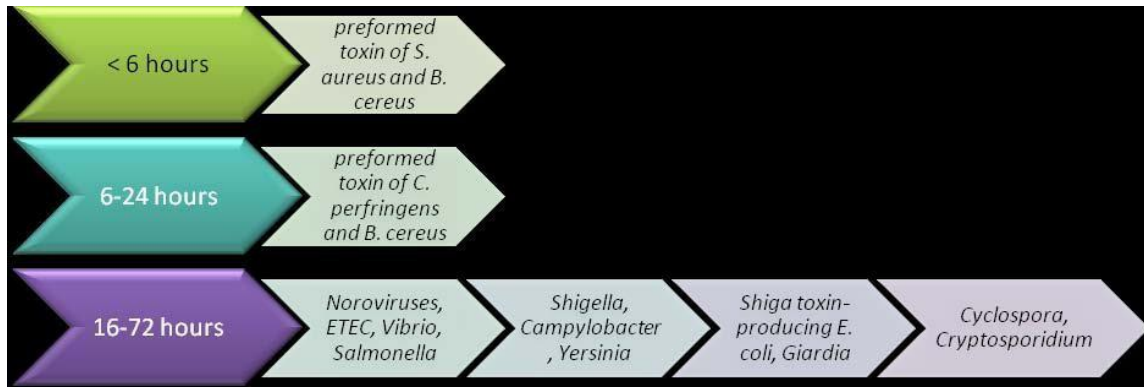 < 6 hours
preformed
toxin of S.
aureus and B.
cereus
6-24 hours
preformed
toxin of C.
perfringens
and B. cereus
16-72 hours
Noroviruses,
ETEC, Vibrio,
Salmonella
Shigella,
Campylobacter
, Yersinia
Shiga toxin-
producing E.
coli, Giardia
Cyclospora,
Cryptosporidium